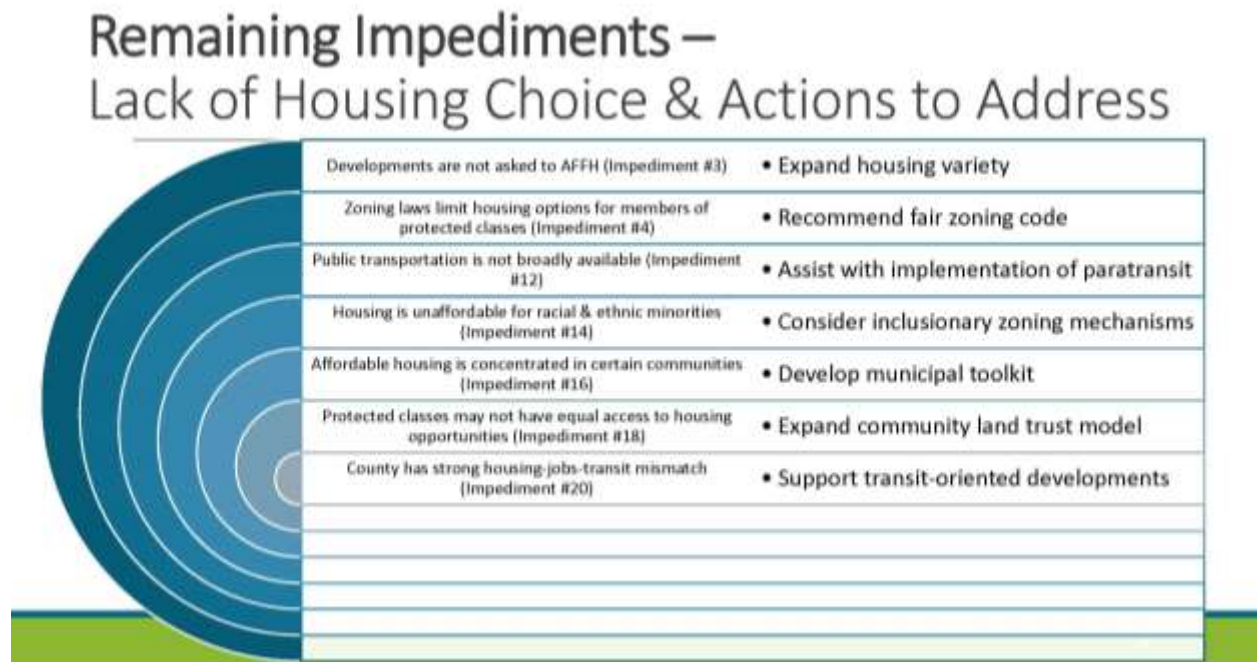 Remaining Impediments –
Lack of Housing Choice & Actions to Address
Developments are not asked to AFFH (Impediment #3)
• Expand housing variety
Zoning laws limit housing options for members of
protected classes (Impediment #4)
• Recommend fair zoning code
Public transportation is not broadly available (Impediment
#12)
• Assist with implementation of paratransit
Housing is unaffordable for racial & ethnic minorities
(Impediment #14)
• Consider inclusionary zoning mechanisms
Affordable housing is concentrated in certain communities
(Impediment #16)
• Develop municipal toolkit
Protected classes may not have equal access to housing
opportunities (Impediment #18)
• Expand community land trust model
County has strong housing-jobs-transit mismatch
(Impediment #20)
• Support transit-oriented developments